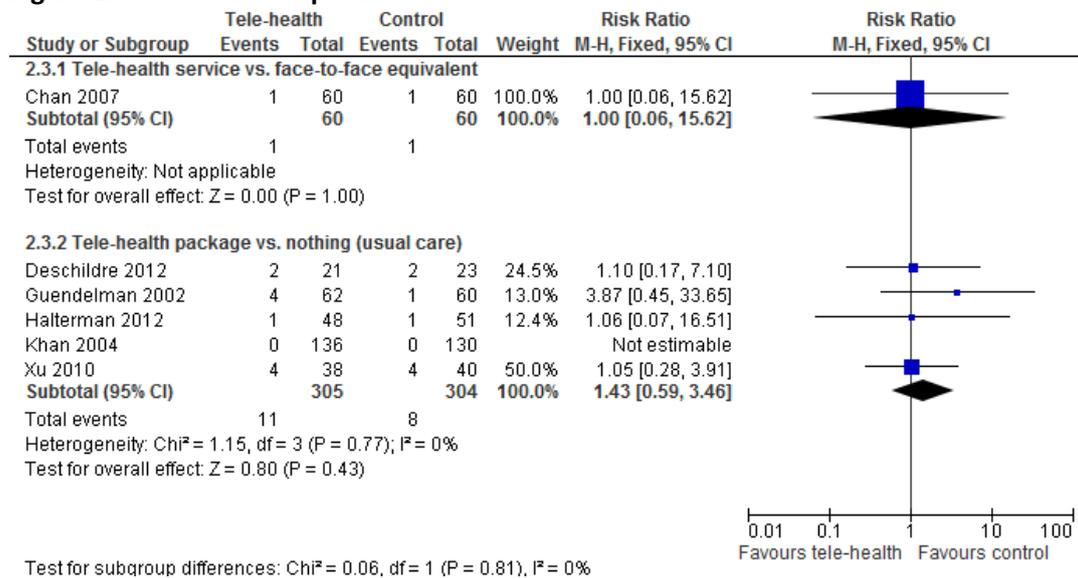 Tele-health Control Risk Ratio Risk Ratio
Study or Subgroup Events Total Events Total Weight M-H, Fixed, 95% CI M-H, Fixed, 95% CI
2.3.1 Tele-health service vs. face-to-face equivalent
Chan 2007 1 60 1 60 100.0% 1.00 [0.06, 15.62]
Subtotal (95% CI) 60 60 100.0% 1.00 [0.06, 15.62]
Total events 1 1
Heterogeneity: Not applicable
Test for overall effect: Z = 0.00 (P = 1.00)
2.3.2 Tele-health package vs. nothing (usual care)
Deschildre 2012 2 21 2 23 24.5% 1.10 [0.17, 7.10]
Guendelman 2002 4 62 1 60 13.0% 3.87 [0.45, 33.65]
Halterman 2012 1 48 1 51 12.4% 1.06 [0.07, 16.51]
Khan 2004 0 136 0 130 Not estimable
Xu 2010 4 38 4 40 50.0% 1.05 [0.28, 3.91]
Subtotal (95% CI) 305 304 100.0% 1.43 [0.59, 3.46]
Total events 11 8
Heterogeneity: Chi² = 1.15, df = 3 (P = 0.77); I² = 0%
Test for overall effect: Z = 0.80 (P = 0.43)
0.01 0.1 1 10 100
Favours tele-health Favours control
Test for subgroup differences: Chi² = 0.06, df = 1 (P = 0.81), I² = 0%